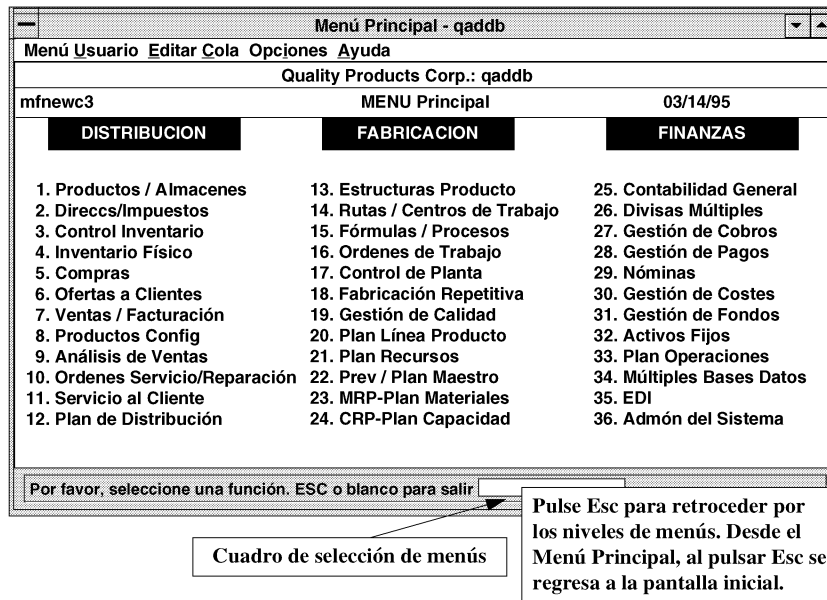 Menú Principal - qaddb
Menú Usuario Editar Cola Opciones Ayuda
Quality Products Corp.: qaddb
mfnewc3 MENU Principal 03/14/95
DISTRIBUCION FABRICACION FINANZAS
1. Productos / Almacenes 13. Estructuras Producto 25. Contabilidad General
2. Direccs/Impuestos 14. Rutas / Centros de Trabajo 26. Divisas Múltiples
3. Control Inventario 15. Fórmulas / Procesos 27. Gestión de Cobros
4. Inventario Físico 16. Ordenes de Trabajo 28. Gestión de Pagos
5. Compras 17. Control de Planta 29. Nóminas
6. Ofertas a Clientes 18. Fabricación Repetitiva 30. Gestión de Costes
7. Ventas / Facturación 19. Gestión de Calidad 31. Gestión de Fondos
8. Productos Config 20. Plan Línea Producto 32. Activos Fijos
9. Análisis de Ventas 21. Plan Recursos 33. Plan Operaciones
10. Ordenes Servicio/Reparación 22. Prev / Plan Maestro 34. Múltiples Bases Datos
11. Servicio al Cliente 23. MRP-Plan Materiales 35. EDI
12. Plan de Distribución 24. CRP-Plan Capacidad 36. Admón del Sistema
Por favor, seleccione una función. ESC o blanco para salir
Cuadro de selección de menús
Pulse Esc para retroceder por
los niveles de menús. Desde el
Menú Principal, al pulsar Esc se
regresa a la pantalla inicial.